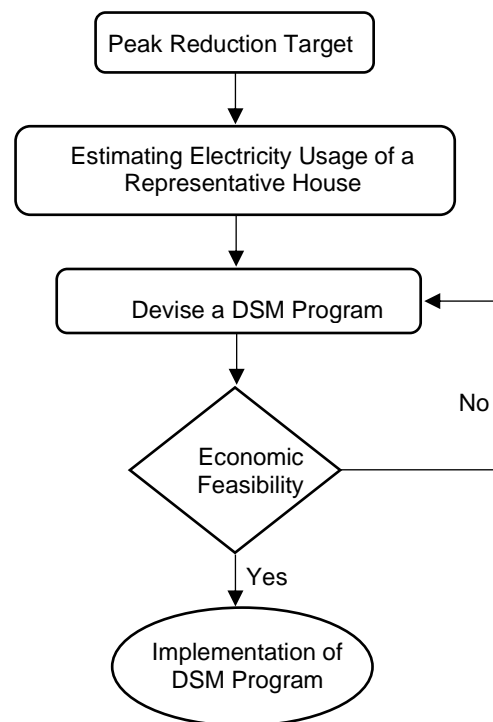 Peak Reduction Target
Estimating Electricity Usage of a
Representative House
Devise a DSM Program
No
Economic
Feasibility
Yes
Implementation of
DSM Program